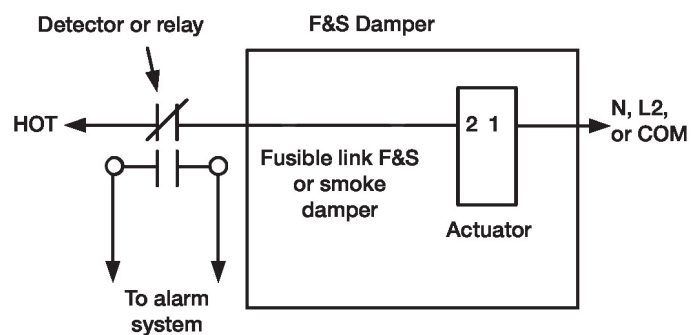 Detector or relay
F&S Damper
HOT
2 1
N, L2,
or COM
Fusible link F&S
or smoke
damper
Actuator
To alarm
system